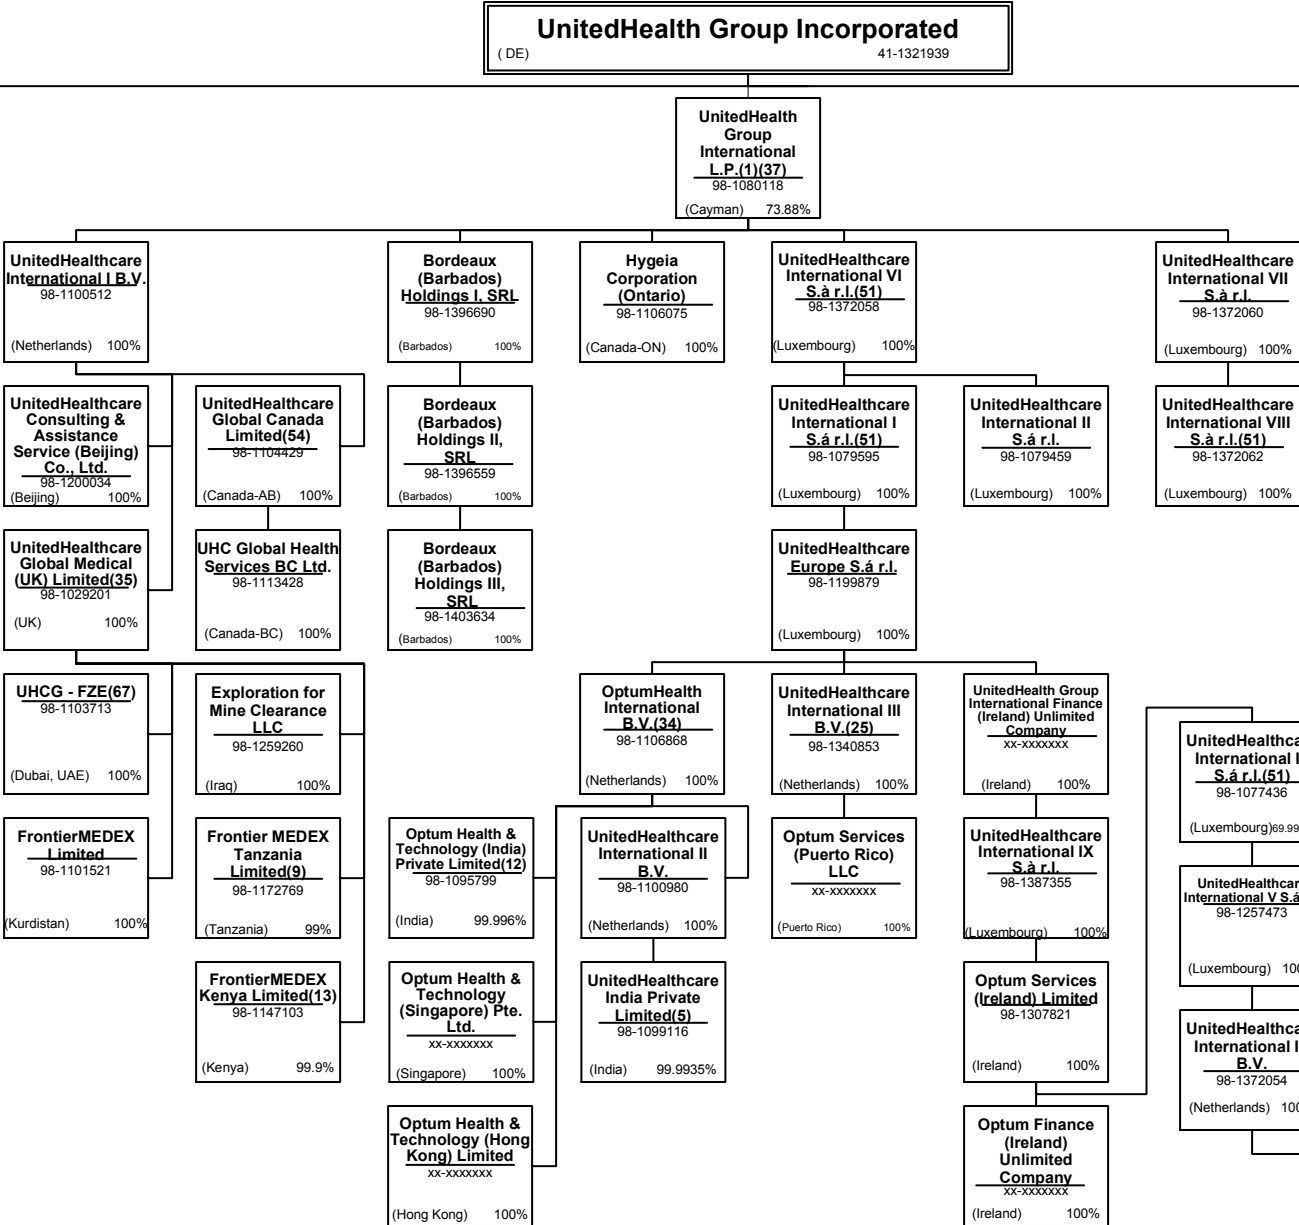 UnitedHealth Group Incorporated
( DE) 41-1321939
UnitedHealth
Group
International
L.P.(1)(37)
98-1080118
(Cayman) 73.88%
UnitedHealthcare
International I B.V.
98-1100512
(Netherlands) 100%
Bordeaux
(Barbados)
Holdings I, SRL
98-1396690
(Barbados) 100%
Hygeia
Corporation
(Ontario)
98-1106075
(Canada-ON) 100%
UnitedHealthcare
International VI
S.à r.l.(51)
98-1372058
(Luxembourg) 100%
UnitedHealthcare
International VII
S.à r.l.
98-1372060
(Luxembourg) 100%
UnitedHealthcare
Consulting &
Assistance
Service (Beijing)
Co., Ltd.
98-1200034
(Beijing) 100%
UnitedHealthcare
Global Canada
Limited(54)
98-1104429
(Canada-AB) 100%
Bordeaux
(Barbados)
Holdings II,
SRL
98-1396559
(Barbados) 100%
UnitedHealthcare
International I
S.á r.l.(51)
98-1079595
(Luxembourg) 100%
UnitedHealthcare
International II
S.á r.l.
98-1079459
(Luxembourg) 100%
UnitedHealthcare
International VIII
S.à r.l.(51)
98-1372062
(Luxembourg) 100%
UnitedHealthcare
Global Medical
(UK) Limited(35)
98-1029201
(UK) 100%
UHC Global Health
Services BC Ltd.
98-1113428
(Canada-BC) 100%
Bordeaux
(Barbados)
Holdings III,
SRL
98-1403634
(Barbados) 100%
UnitedHealthcare
Europe S.á r.l.
98-1199879
(Luxembourg) 100%
UHCG - FZE(67)
98-1103713
(Dubai, UAE) 100%
Exploration for
Mine Clearance
LLC
98-1259260
(Iraq) 100%
OptumHealth
International
B.V.(34)
98-1106868
(Netherlands) 100%
UnitedHealthcare
International III
B.V.(25)
98-1340853
(Netherlands) 100%
UnitedHealth Group
International Finance
(Ireland) Unlimited
Company
xx-xxxxxxx
(Ireland) 100%
UnitedHealthca
International I
S.á r.l.(51)
98-1077436
(Luxembourg)69.99
FrontierMEDEX
Limited
98-1101521
(Kurdistan) 100%
Frontier MEDEX
Tanzania
Limited(9)
98-1172769
(Tanzania) 99%
Optum Health &
Technology (India)
Private Limited(12)
98-1095799
(India) 99.996%
UnitedHealthcare
International II
B.V.
98-1100980
(Netherlands) 100%
Optum Services
(Puerto Rico)
LLC
xx-xxxxxxx
(Puerto Rico) 100%
UnitedHealthcare
International IX
S.à r.l.
98-1387355
(Luxembourg) 100%
UnitedHealthcar
International V S.á
98-1257473
(Luxembourg) 100
FrontierMEDEX
Kenya Limited(13)
98-1147103
(Kenya) 99.9%
Optum Health &
Technology
(Singapore) Pte.
Ltd.
xx-xxxxxxx
(Singapore) 100%
UnitedHealthcare
India Private
Limited(5)
98-1099116
(India) 99.9935%
Optum Services
(Ireland) Limited
98-1307821
(Ireland) 100%
UnitedHealthca
International I
B.V.
98-1372054
(Netherlands) 100
Optum Health &
Technology (Hong
Kong) Limited
xx-xxxxxxx
(Hong Kong) 100%
Optum Finance
(Ireland)
Unlimited
Company
xx-xxxxxxx
(Ireland) 100%